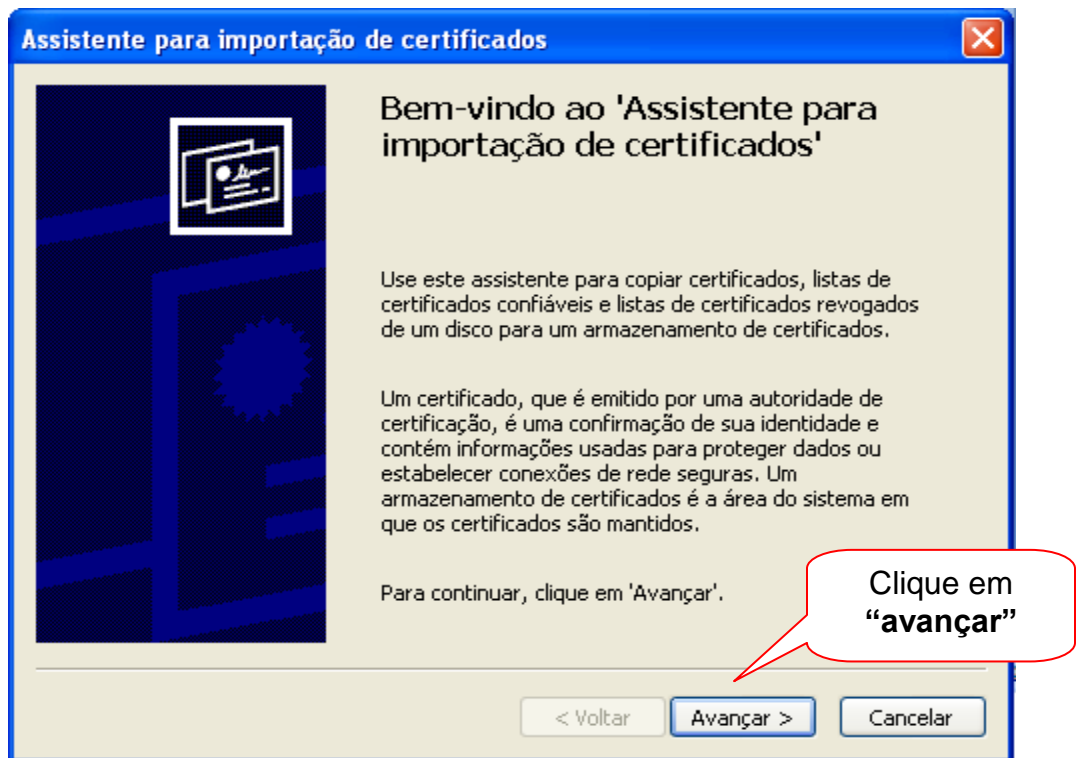 Assistente para importação de certificados
Bem-vindo ao 'Assistente para
importação de certificados'
Use este assistente para copiar certificados, listas de
certificados confiáveis e listas de certificados revogados
de um disco para um armazenamento de certificados.
Um certificado, que é emitido por uma autoridade de
certificação, é uma confirmação de sua identidade e
contém informações usadas para proteger dados ou
estabelecer conexões de rede seguras. Um
armazenamento de certificados é a área do sistema em
que os certificados são mantidos.
Para continuar, clique em 'Avançar'.
Clique em
“avançar”
< Voltar
Avançar >
Cancelar